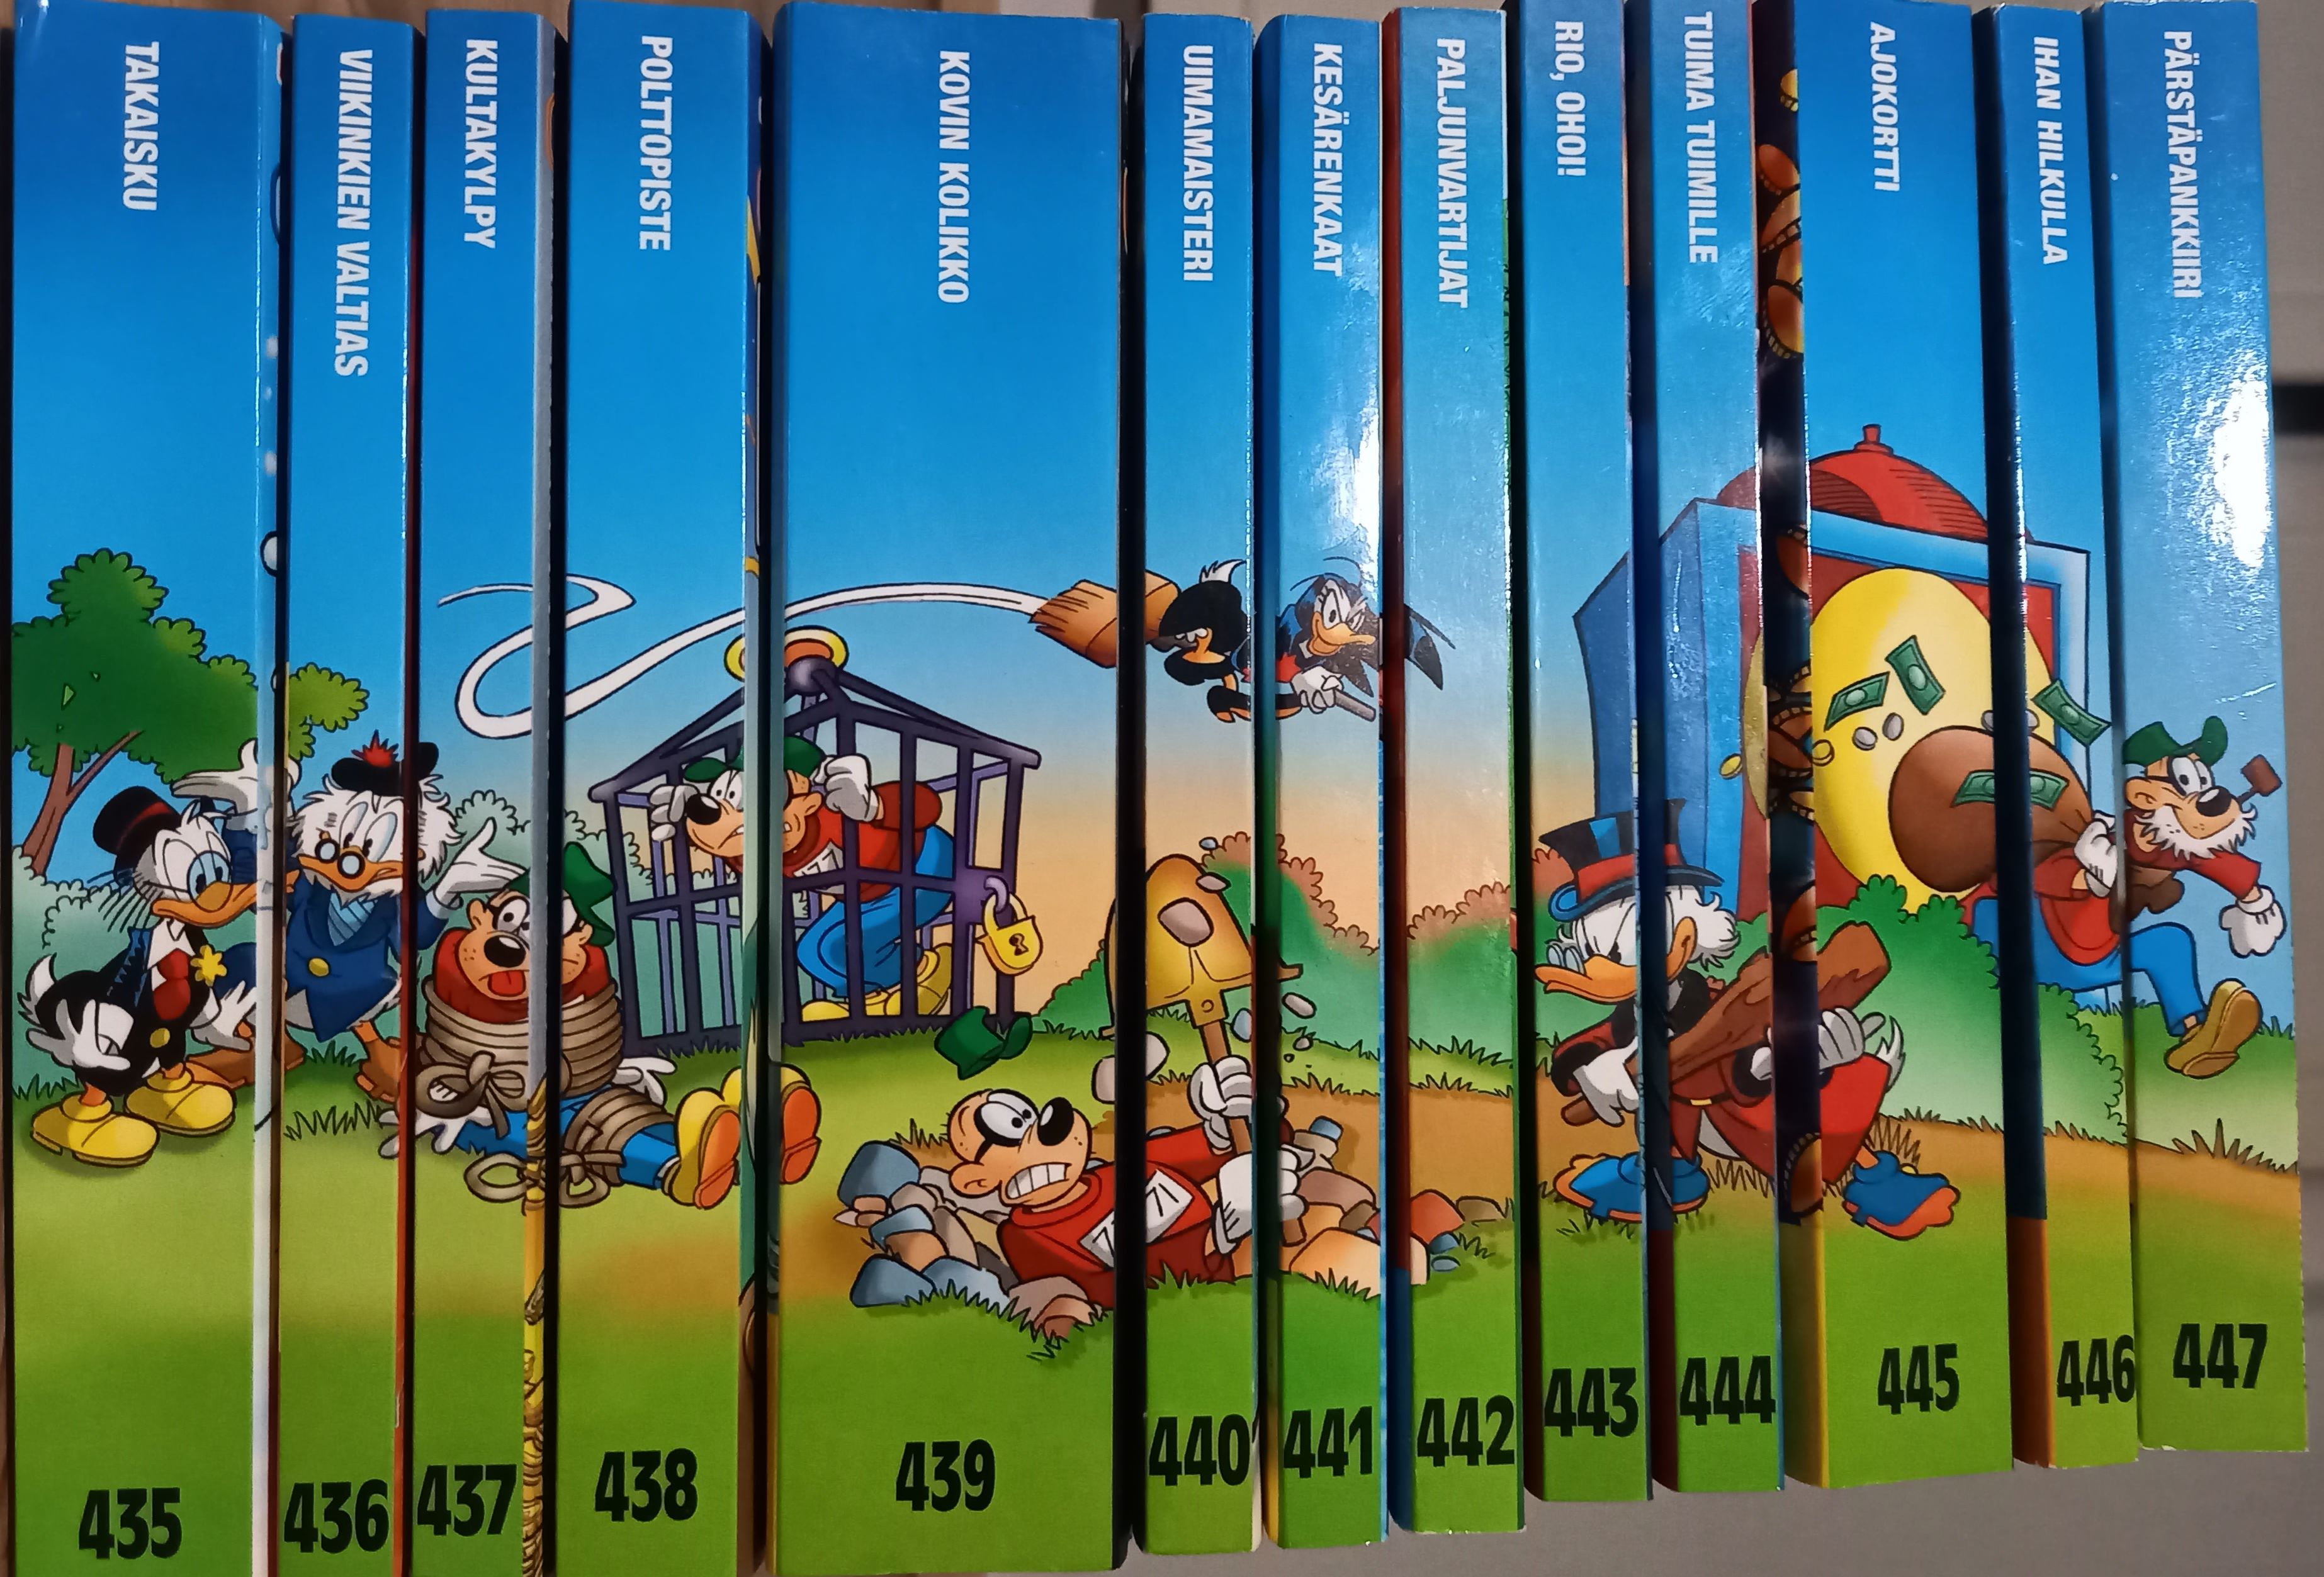 TAKAISKU
435
VIIKINKIEN VALTIAS
436
KULTAKYLPY
437
POLTTOPISTE
438
KOVIN KOLIKKO
439
UIMAMAISTERI
440
KESÄRENKAAT
441
PALJUNVARTIJAT
442
RIO, OHOI!
443
TUIMA TUIMILLE
444
AJOKORTTI
445
IHAN HILKULLA
446
PÄRSTÄPANKKIIRI
447